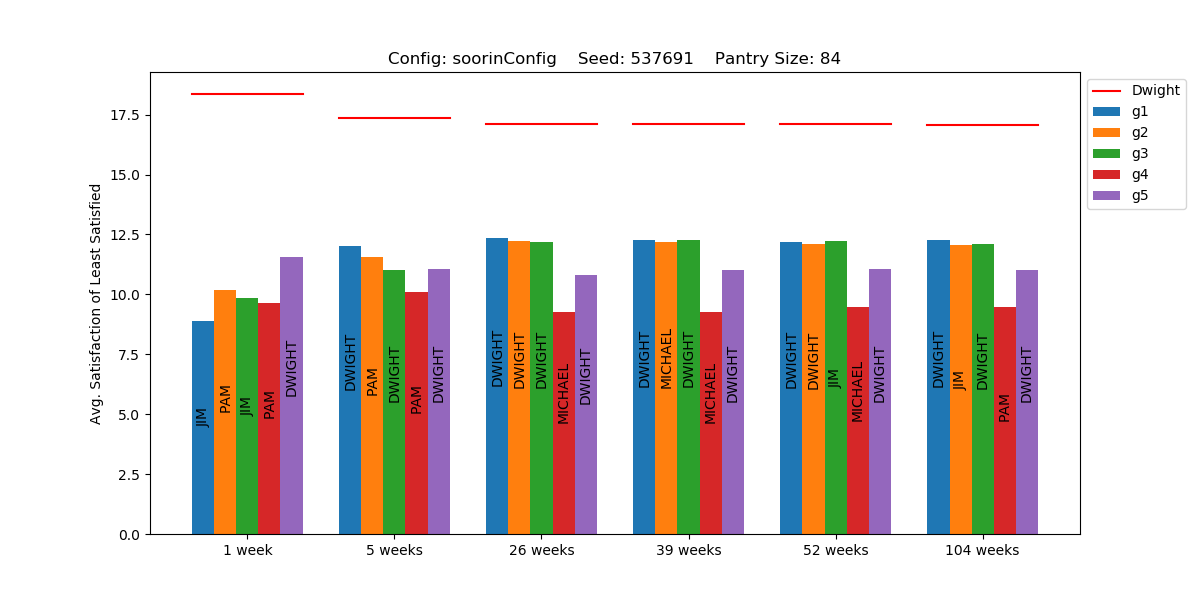 Config: soorinConfig    Seed: 537691    Pantry Size: 84
Avg. Satisfaction of Least Satisfied
17.5
15.0
12.5
10.0
7.5
5.0
2.5
0.0
JIM
PAM
JIM
PAM
DWIGHT
DWIGHT
PAM
DWIGHT
PAM
DWIGHT
DWIGHT
DWIGHT
DWIGHT
MICHAEL
DWIGHT
DWIGHT
MICHAEL
DWIGHT
MICHAEL
DWIGHT
DWIGHT
DWIGHT
JIM
MICHAEL
DWIGHT
DWIGHT
JIM
DWIGHT
PAM
DWIGHT
1 week
5 weeks
26 weeks
39 weeks
52 weeks
104 weeks
Dwight
g1
g2
g3
g4
g5